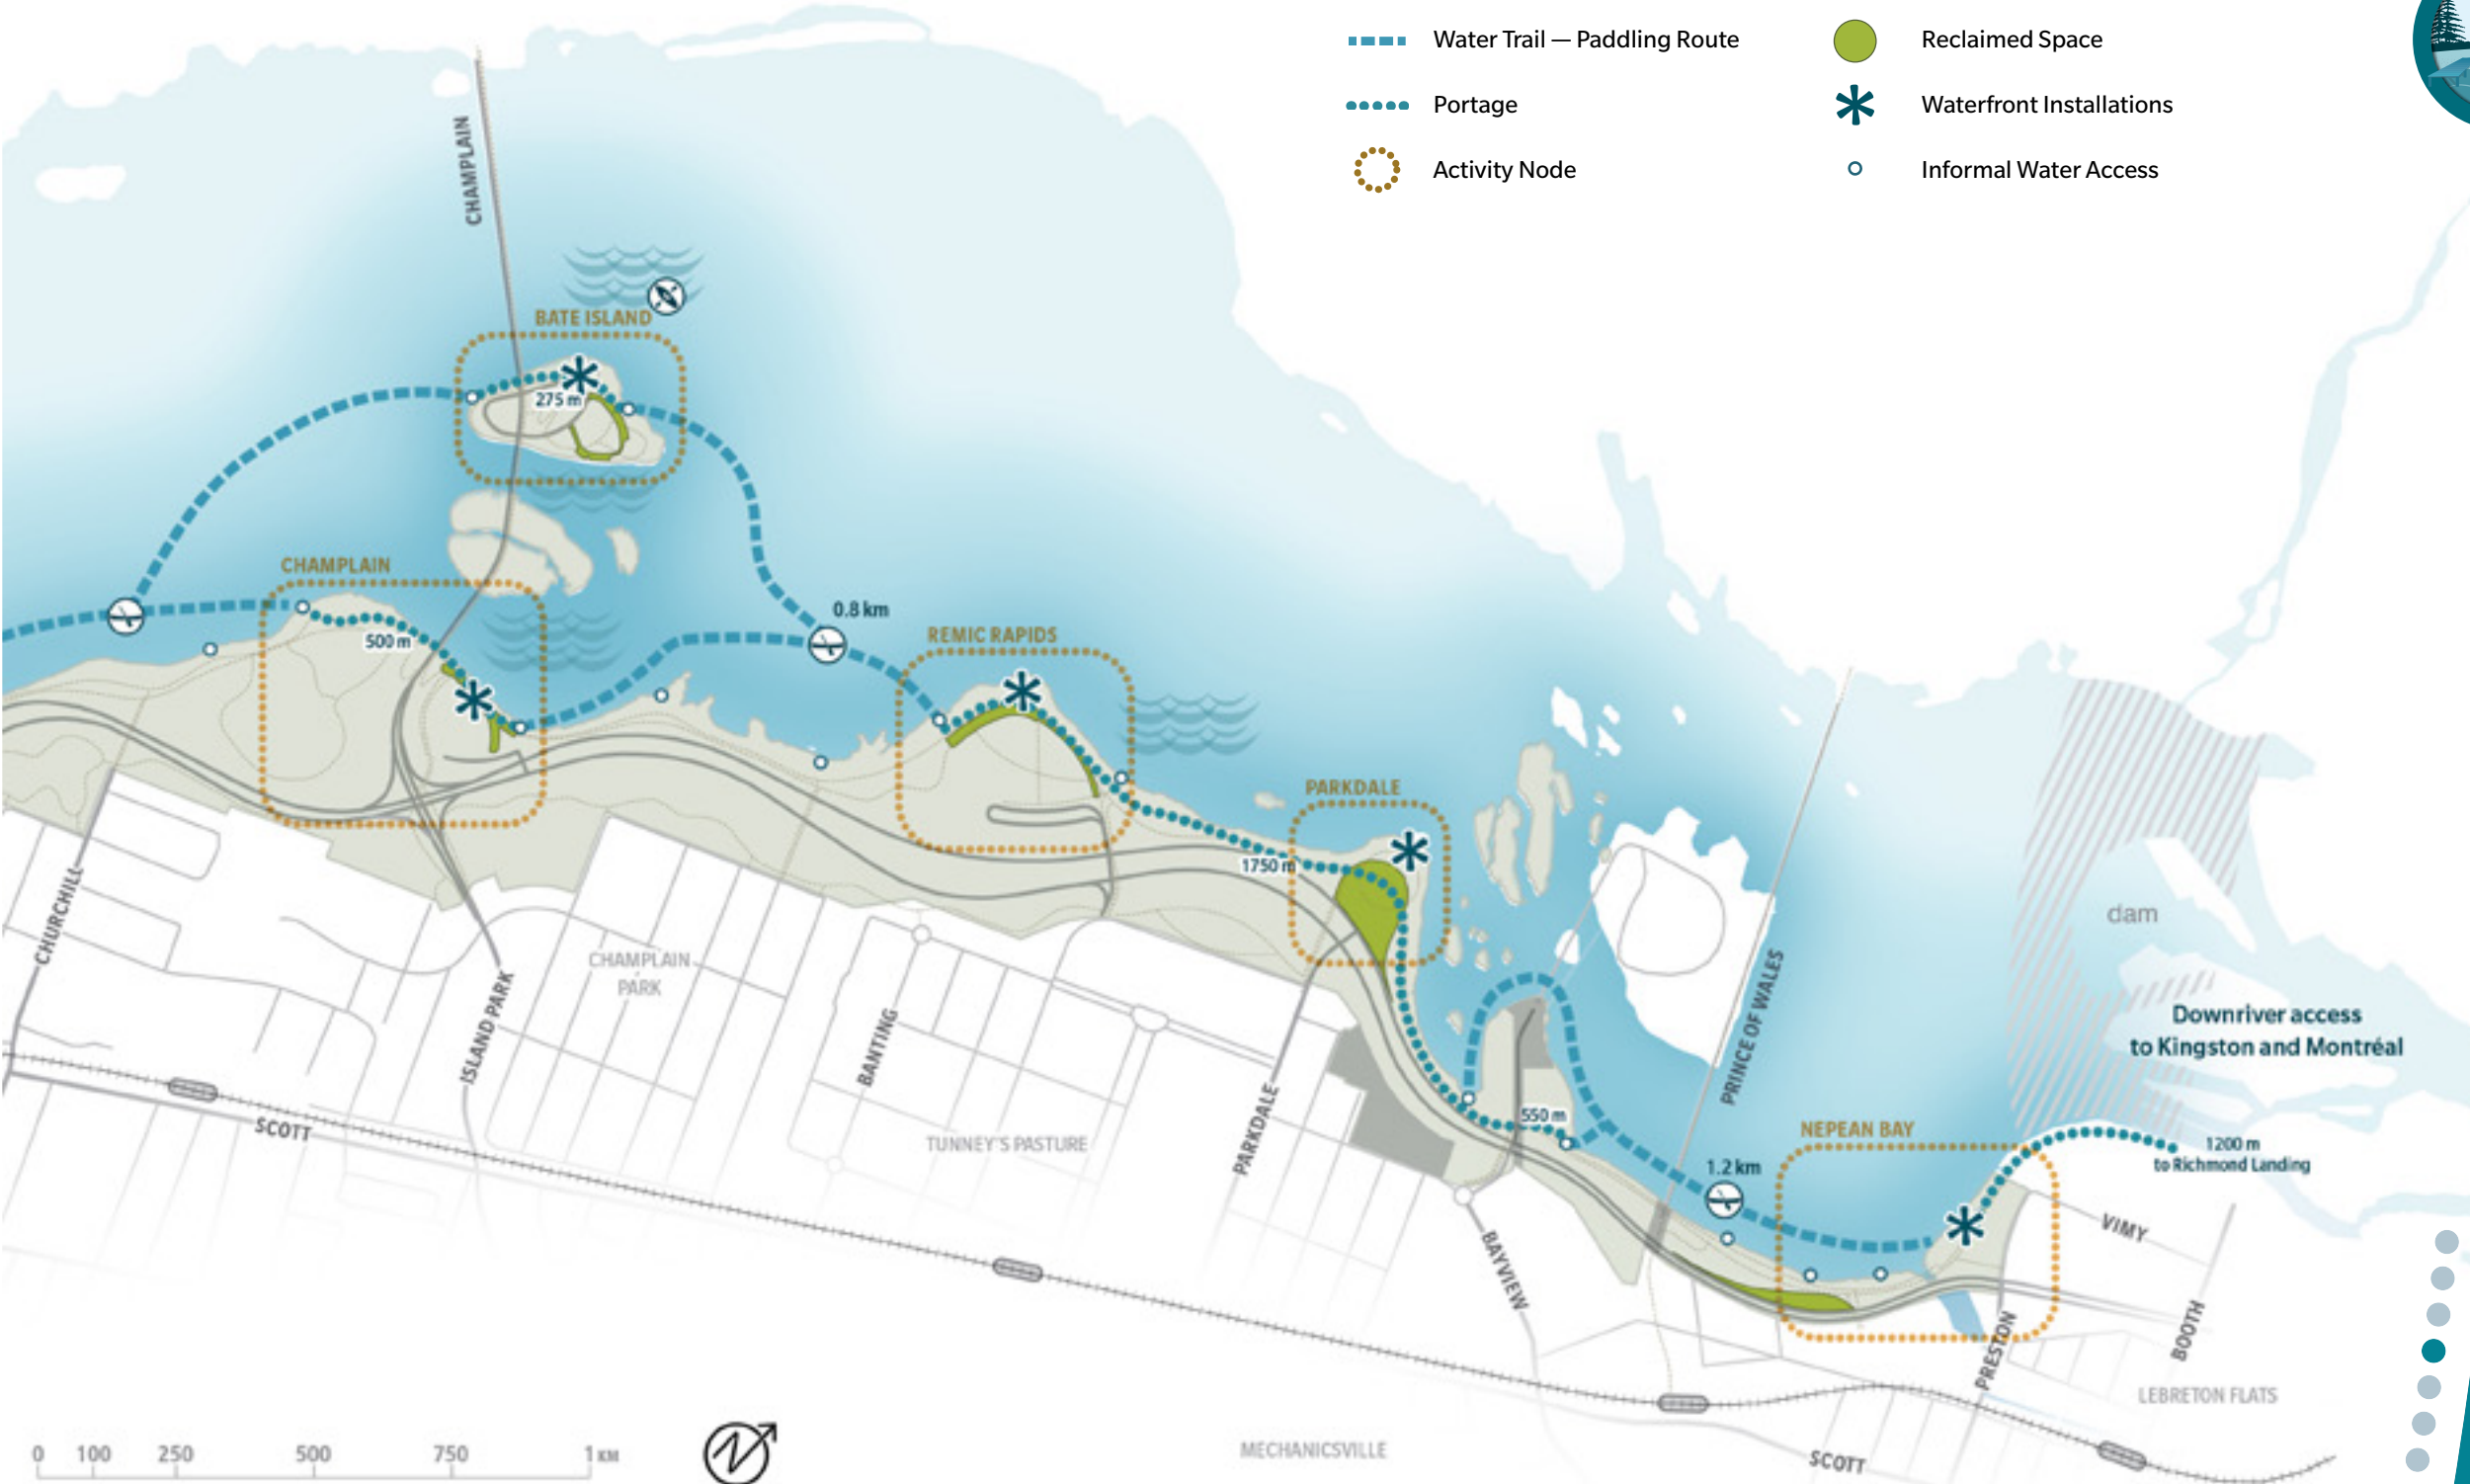 Water Trail — Paddling Route
Reclaimed Space
Portage
Waterfront Installations
Activity Node
Informal Water Access
CHAMPLAIN
BATE ISLAND
275 m
CHAMPLAIN
500 m
0.8 km
REMIC RAPIDS
PARKDALE
1750 m
dam
Downriver access
to Kingston and Montréal
CHURCHILL
ISLAND PARK
CHAMPLAIN
PARK
BANTING
TUNNEY'S PASTURE
PARKDALE
550 m
PRINCE OF WALES
NEPEAN BAY
1200 m
to Richmond Landing
1.2 km
SCOTT
BAYVIEW
VIMY
PRESTON
BOOTH
LEBRETON FLATS
MECHANICSVILLE
SCOTT
0 100 250 500 750 1 KM
N